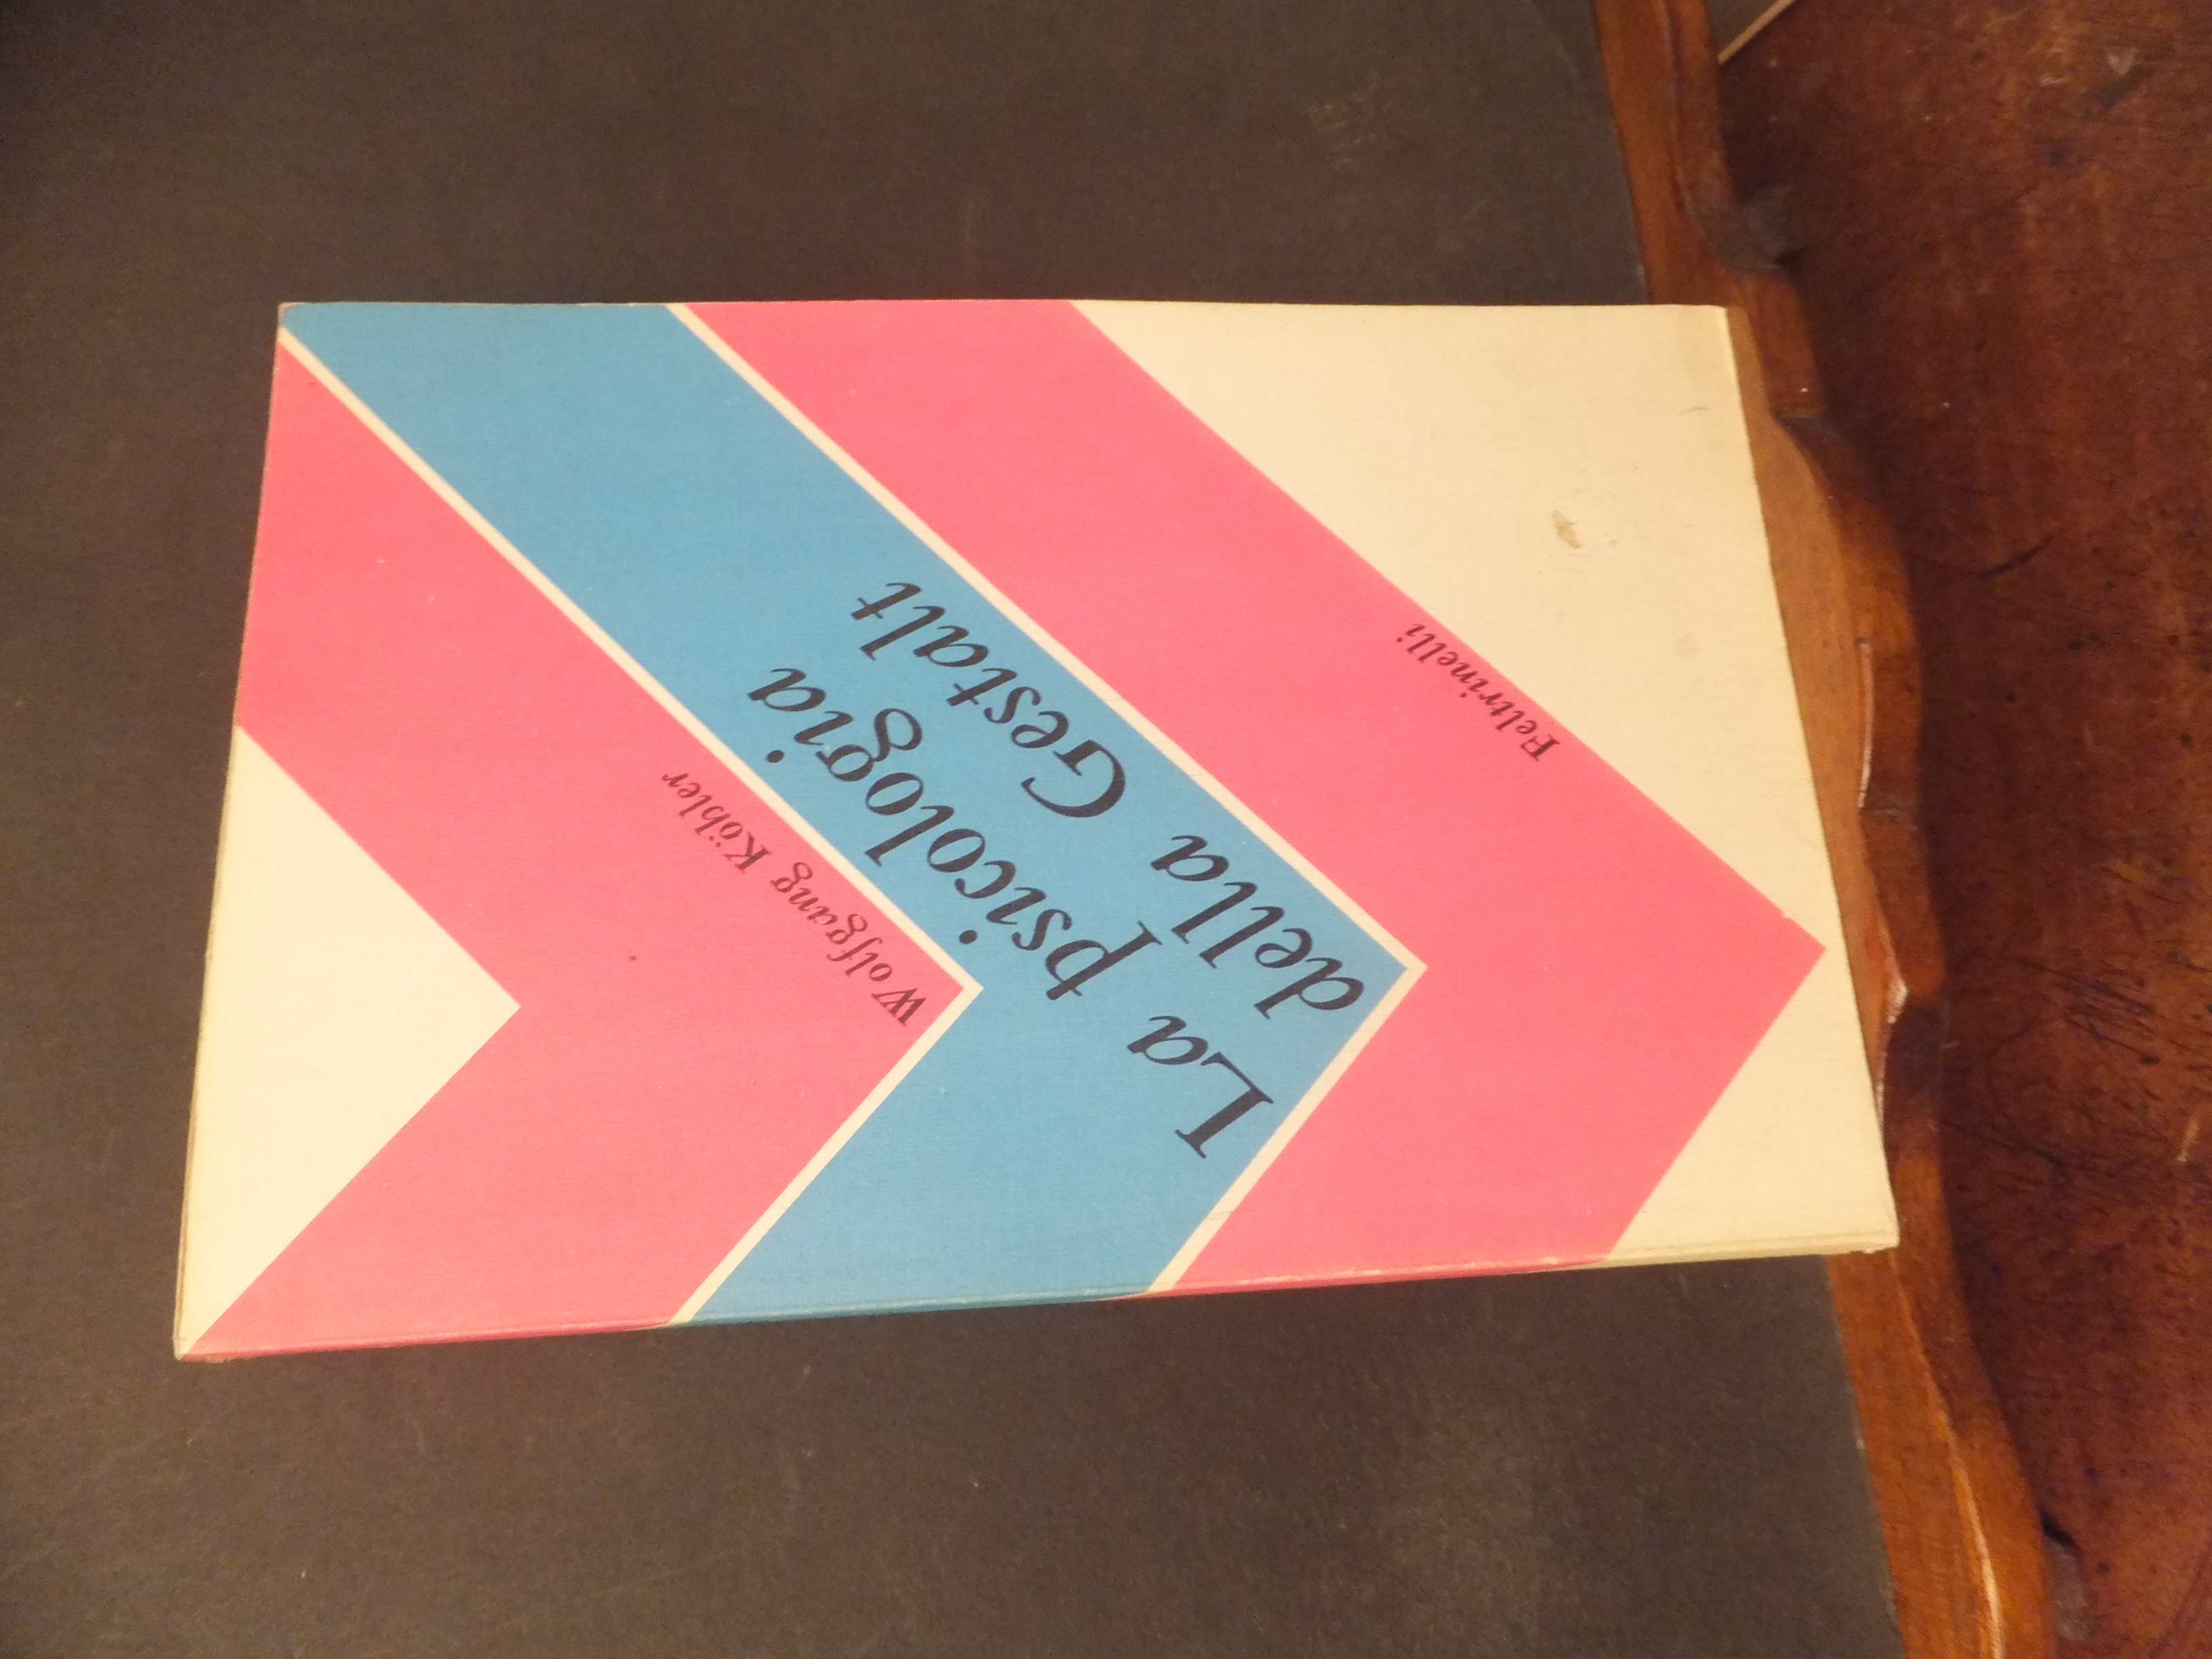 Wolfgang Köhler
La psicologia
della Gestalt
Feltrinelli